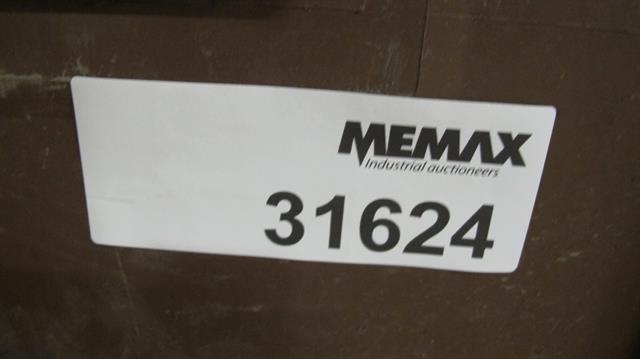 MEMAX
Industrial auctioneers
31624